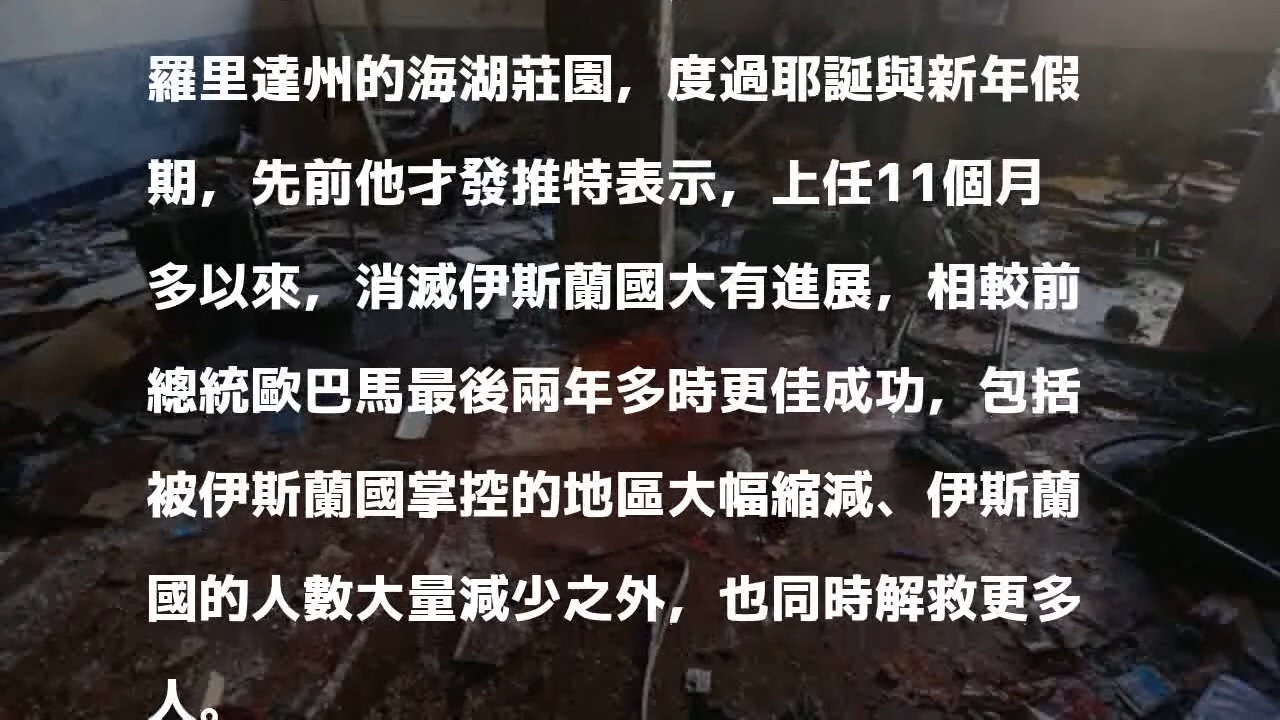 羅里達州的海湖莊園，度過耶誕與新年假
期，先前他才發推特表示，上任11個月
多以來，消滅伊斯蘭國大有進展，相較前
總統歐巴馬最後兩年多時更佳成功，包括
被伊斯蘭國掌控的地區大幅縮減、伊斯蘭
國的人數大量減少之外，也同時解救更多
人。